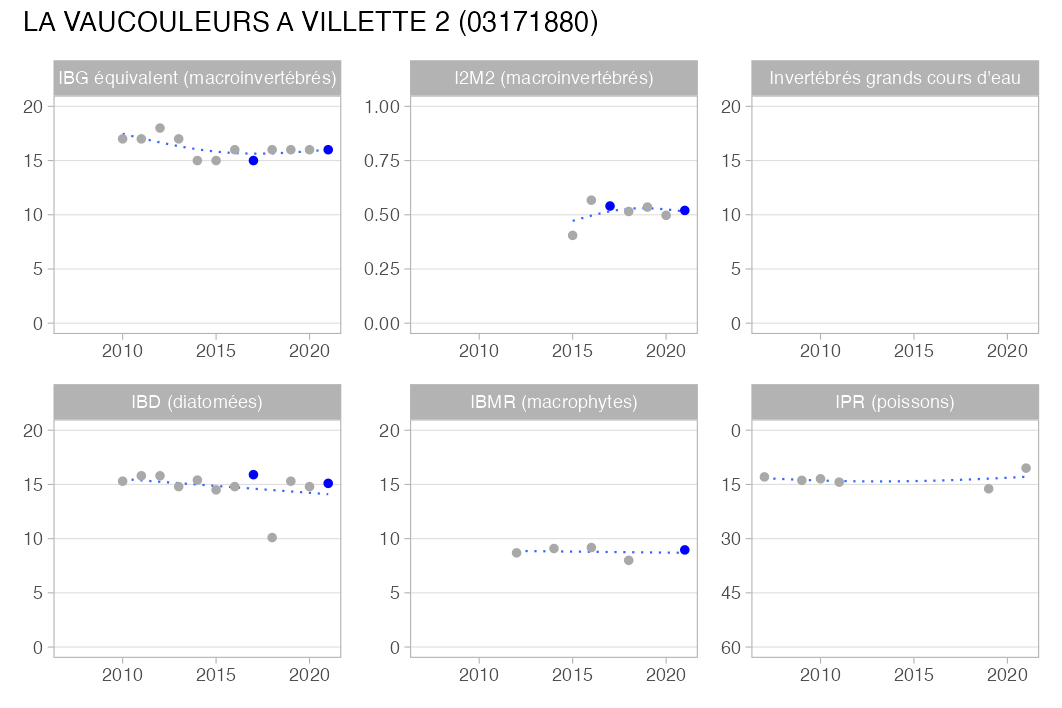 LA VAUCOULEURS A VILLETTE 2 (03171880)
IBG équivalent (macroinvertébrés)
20
15
10
5
0
2010 2015 2020
I2M2 (macroinvertébrés)
1.00
0.75
0.50
0.25
0.00
2010 2015 2020
Invertébrés grands cours d'eau
20
15
10
5
0
2010 2015 2020
IBD (diatomées)
20
15
10
5
0
2010 2015 2020
IBMR (macrophytes)
20
15
10
5
0
2010 2015 2020
IPR (poissons)
0
15
30
45
60
2010 2015 2020